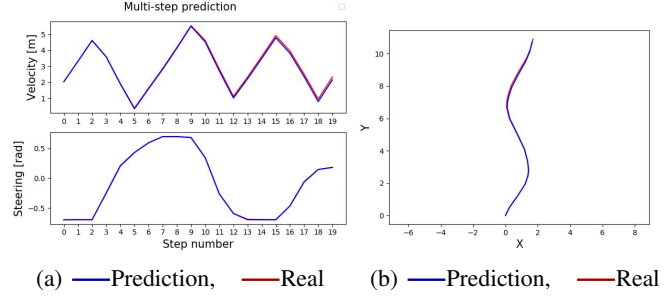 Multi-step prediction
Velocity [m]
5
4
3
2
1
0 1 2 3 4 5 6 7 8 9 10 11 12 13 14 15 16 17 18 19
Steering [rad]
0.5
0.0
−0.5
0 1 2 3 4 5 6 7 8 9 10 11 12 13 14 15 16 17 18 19
Step number
Y
10
8
6
4
2
0
−6 −4 −2 0 2 4 6 8
X
(a) Prediction, Real (b) Prediction, Real